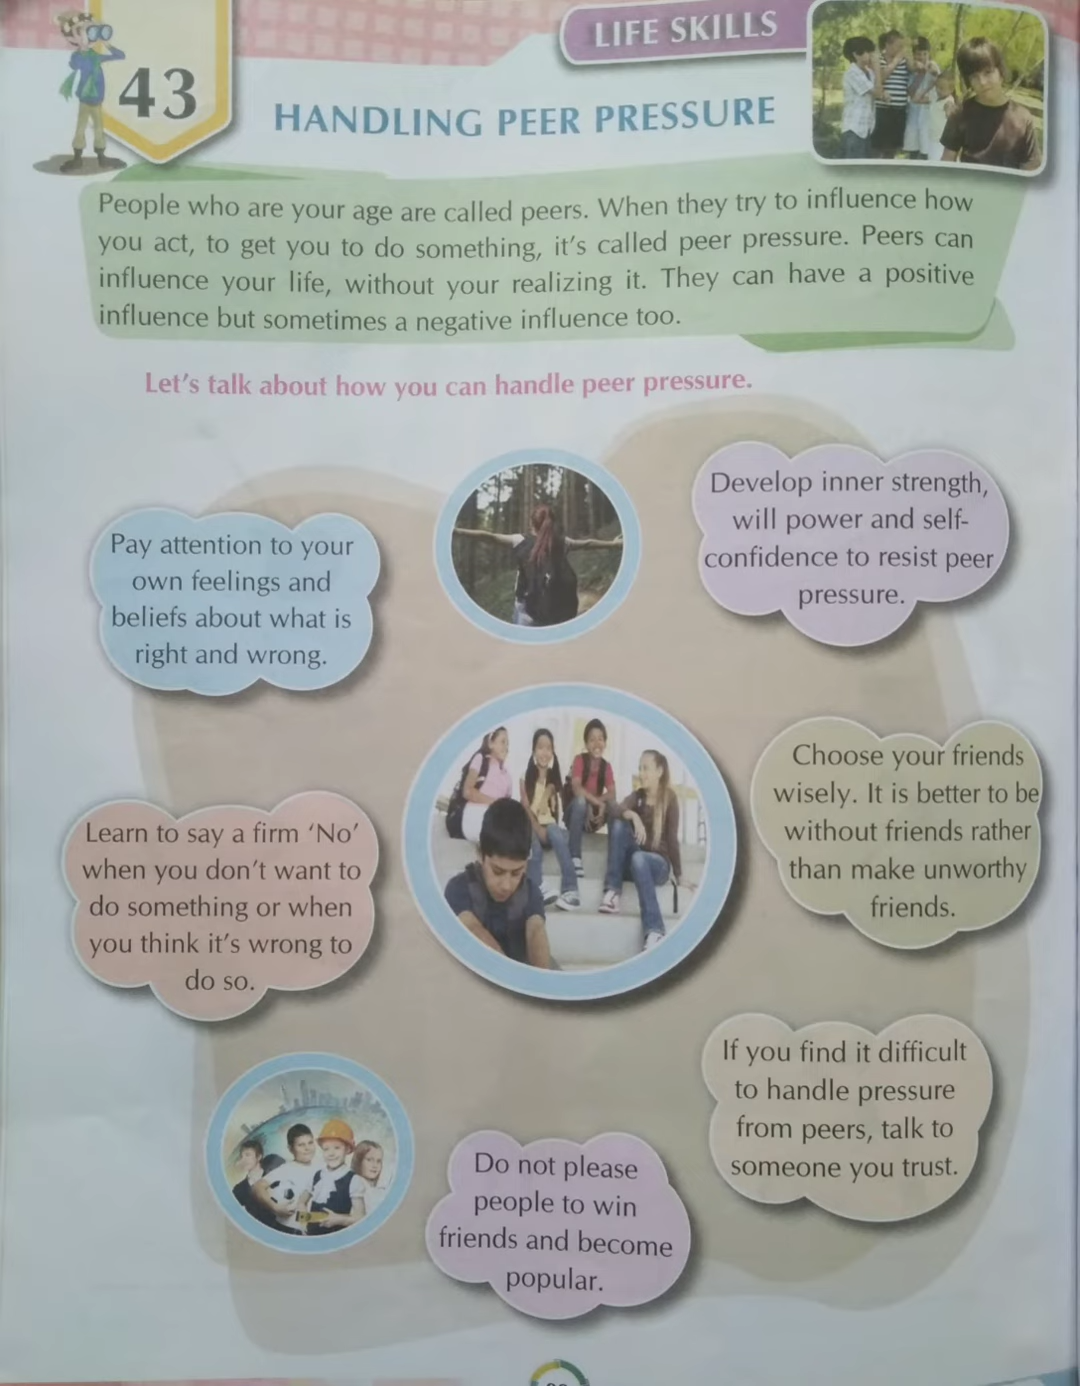 LIFE SKILLS
43
HANDLING PEER PRESSURE
People who are your age are called peers. When they try to influence how
you act, to get you to do something, it's called peer pressure. Peers can
influence your life, without your realizing it. They can have a positive
influence but sometimes a negative influence too.
Let's talk about how you can handle peer pressure.
Pay attention to your
own feelings and
beliefs about what is
right and wrong.
Develop inner strength,
will power and self-
confidence to resist peer
pressure.
Learn to say a firm 'No'
when you don't want to
do something or when
you think it's wrong to
do so.
Choose your friends
wisely. It is better to be
without friends rather
than make unworthy
friends.
Do not please
people to win
friends and become
popular.
If you find it difficult
to handle pressure
from peers, talk to
someone you trust.